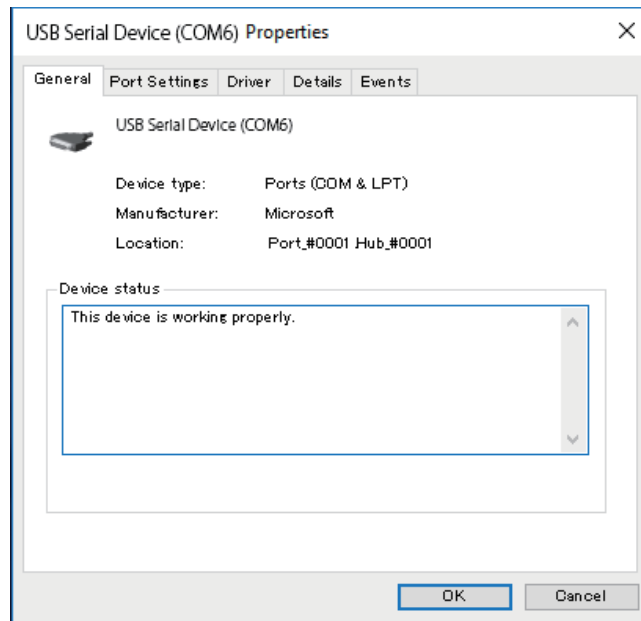 USB Serial Device (COM6) Properties
General Port Settings Driver Details Events
USB Serial Device (COM6)
Device type: Ports (COM & LPT)
Manufacturer: Microsoft
Location: Port_#0001.Hub_#0001
Device status
This device is working properly.
OK Cancel